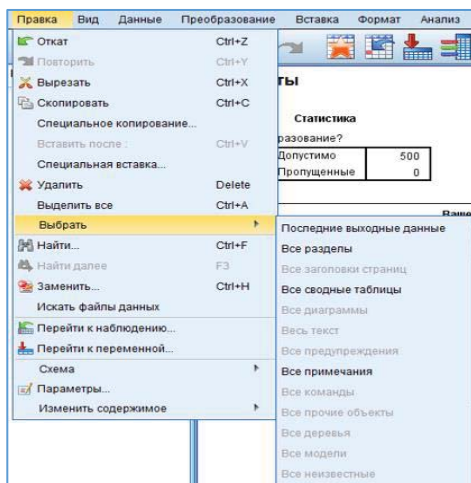 Правка Вид Данные Преобразование Вставка Формат Анализ
Откат Ctrl+Z
Повторить Ctrl+Y
Вырезать Ctrl+X
Скопировать Ctrl+C
Специальное копирование...
Вставить после : Ctrl+V
Специальная вставка...
Удалить Delete
Выделить все Ctrl+A
Выбрать
Найти... Ctrl+F
Найти далее F3
Заменить... Ctrl+H
Искать файлы данных
Перейти к наблюдению...
Перейти к переменной...
Схема
Параметры...
Изменить содержимое
ты
Статистика
разование?
Допустимо 500
Пропущенные 0
Ваше
Последние выходные данные
Все разделы
Все заголовки страниц
Все сводные таблицы
Все диаграммы
Весь текст
Все предупреждения
Все примечания
Все команды
Все прочие объекты
Все деревья
Все модели
Все неизвестные